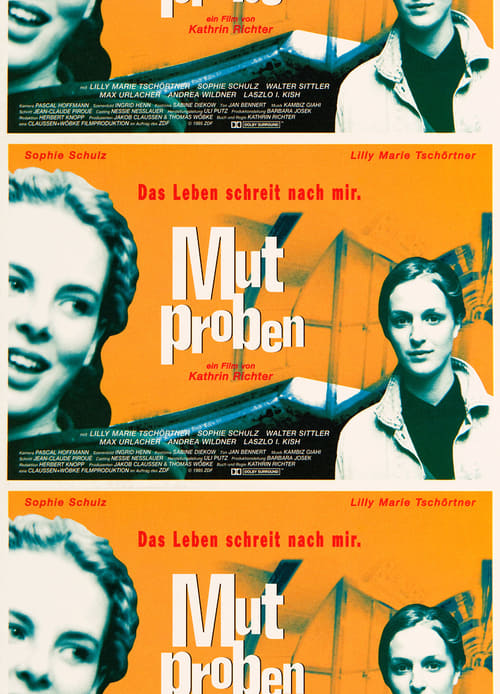 ein Film von
Kathrin Richter
mit LILLY MARIE TSCHÖRTNER SOPHIE SCHULZ WALTER SITTLER
MAX URLACHER ANDREA WILDNER LASZLO I. KISH
Kamera PASCAL HOFFMANN Szenenbild INGRID HENN Kostüme SABINE DIEKOW Ton JAN BENNERT Musik KAMBIZ GIAHI
Schnitt JEAN-CLAUDE PIROUÉ Casting NESSIE NESSLAUER Herstellungsleitung ULI PUTZ Produktionsleitung BARBARA JOSEK
Redaktion HERBERT KNOPP Produzenten JAKOB CLAUSSEN & THOMAS WÖBKE Buch und Regie KATHRIN RICHTER
eine CLAUSSEN+WÖBKE FILMPRODUKTION im Auftrag des ZDF © 1995 ZDF DOLBY SURROUND
Sophie Schulz Lilly Marie Tschörtner
Das Leben schreit nach mir.
Mut
proben
ein Film von
Kathrin Richter
mit LILLY MARIE TSCHÖRTNER SOPHIE SCHULZ WALTER SITTLER
MAX URLACHER ANDREA WILDNER LASZLO I. KISH
Kamera PASCAL HOFFMANN Szenenbild INGRID HENN Kostüme SABINE DIEKOW Ton JAN BENNERT Musik KAMBIZ GIAHI
Schnitt JEAN-CLAUDE PIROUÉ Casting NESSIE NESSLAUER Herstellungsleitung ULI PUTZ Produktionsleitung BARBARA JOSEK
Redaktion HERBERT KNOPP Produzenten JAKOB CLAUSSEN & THOMAS WÖBKE Buch und Regie KATHRIN RICHTER
eine CLAUSSEN+WÖBKE FILMPRODUKTION im Auftrag des ZDF © 1995 ZDF DOLBY SURROUND
Sophie Schulz Lilly Marie Tschörtner
Das Leben schreit nach mir.
Mut
proben